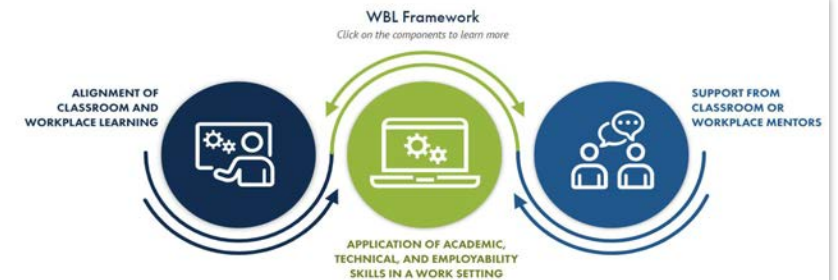 WBL Framework
Click on the components to learn more
ALIGNMENT OF
CLASSROOM AND
WORKPLACE LEARNING
SUPPORT FROM
CLASSROOM OR
WORKPLACE MENTORS
APPLICATION OF ACADEMIC,
TECHNICAL, AND EMPLOYABILITY
SKILLS IN A WORK SETTING